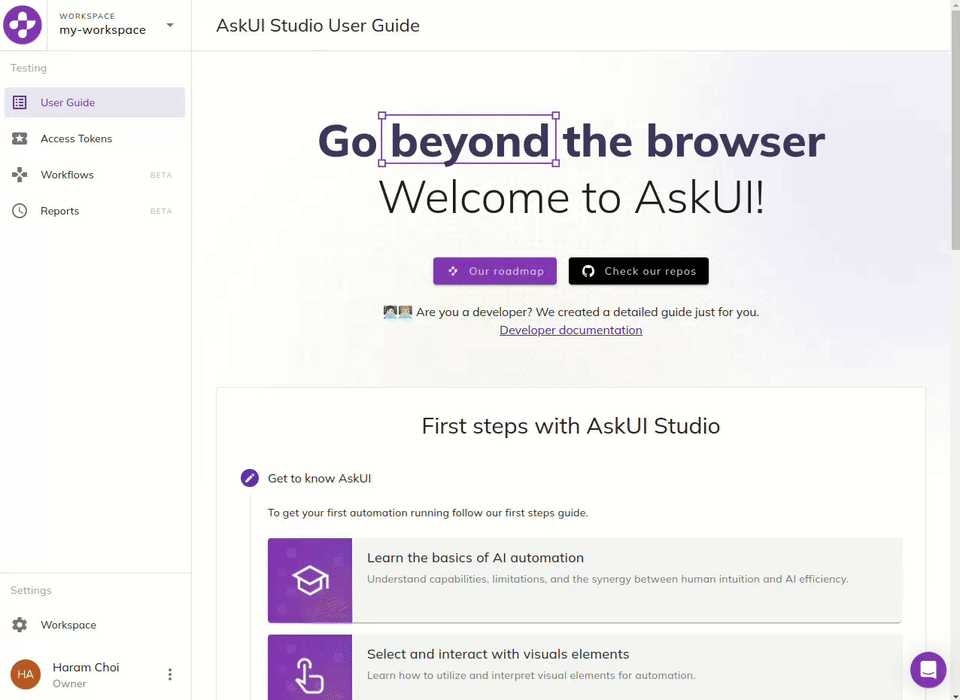 WORKSPACE
my-workspace
AskUI Studio User Guide
Testing
User Guide
Access Tokens
Workflows BETA
Reports BETA
Go beyond the browser
Welcome to AskUI!
Our roadmap
Check our repos
Are you a developer? We created a detailed guide just for you.
Developer documentation
First steps with AskUI Studio
Get to know AskUI
To get your first automation running follow our first steps guide.
Learn the basics of AI automation
Understand capabilities, limitations, and the synergy between human intuition and AI efficiency.
Select and interact with visuals elements
Learn how to utilize and interpret visual elements for automation.
Settings
Workspace
HA
Haram Choi
Owner